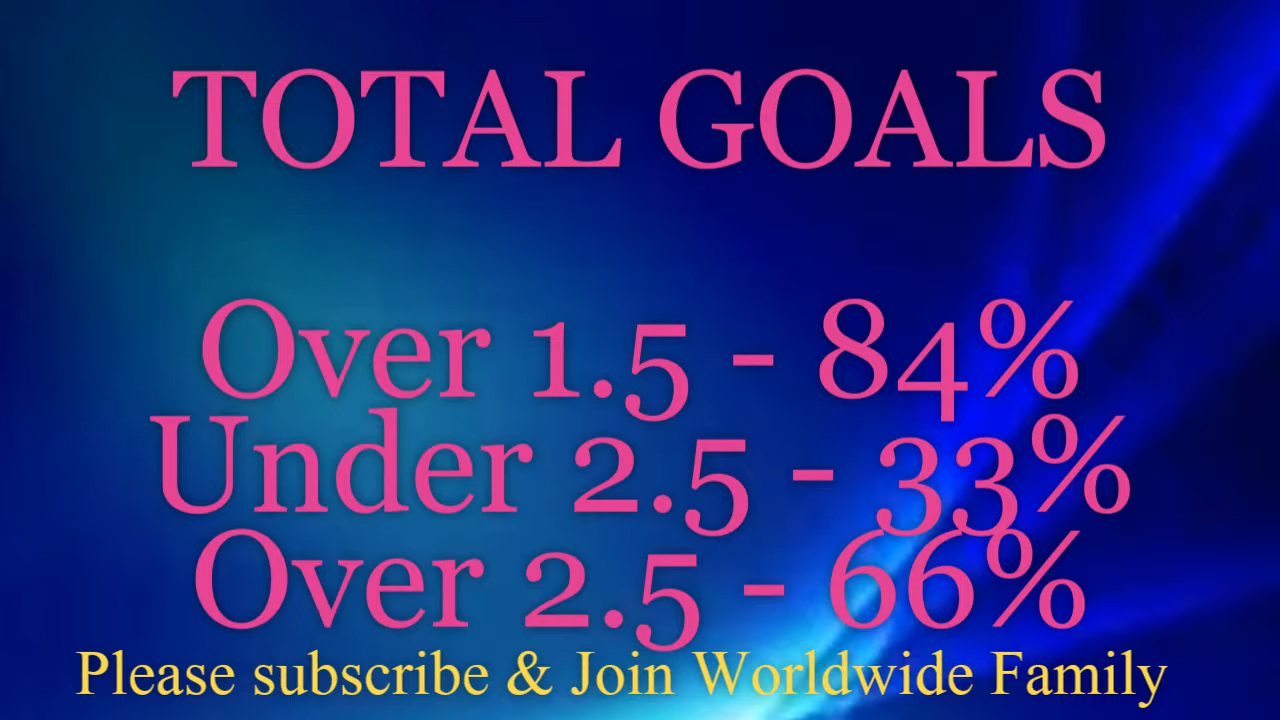 TOTAL GOALS
Over 1.5 - 84%
Under 2.5 - 33%
Over 2.5 - 66%
Please subscribe & Join Worldwide Family